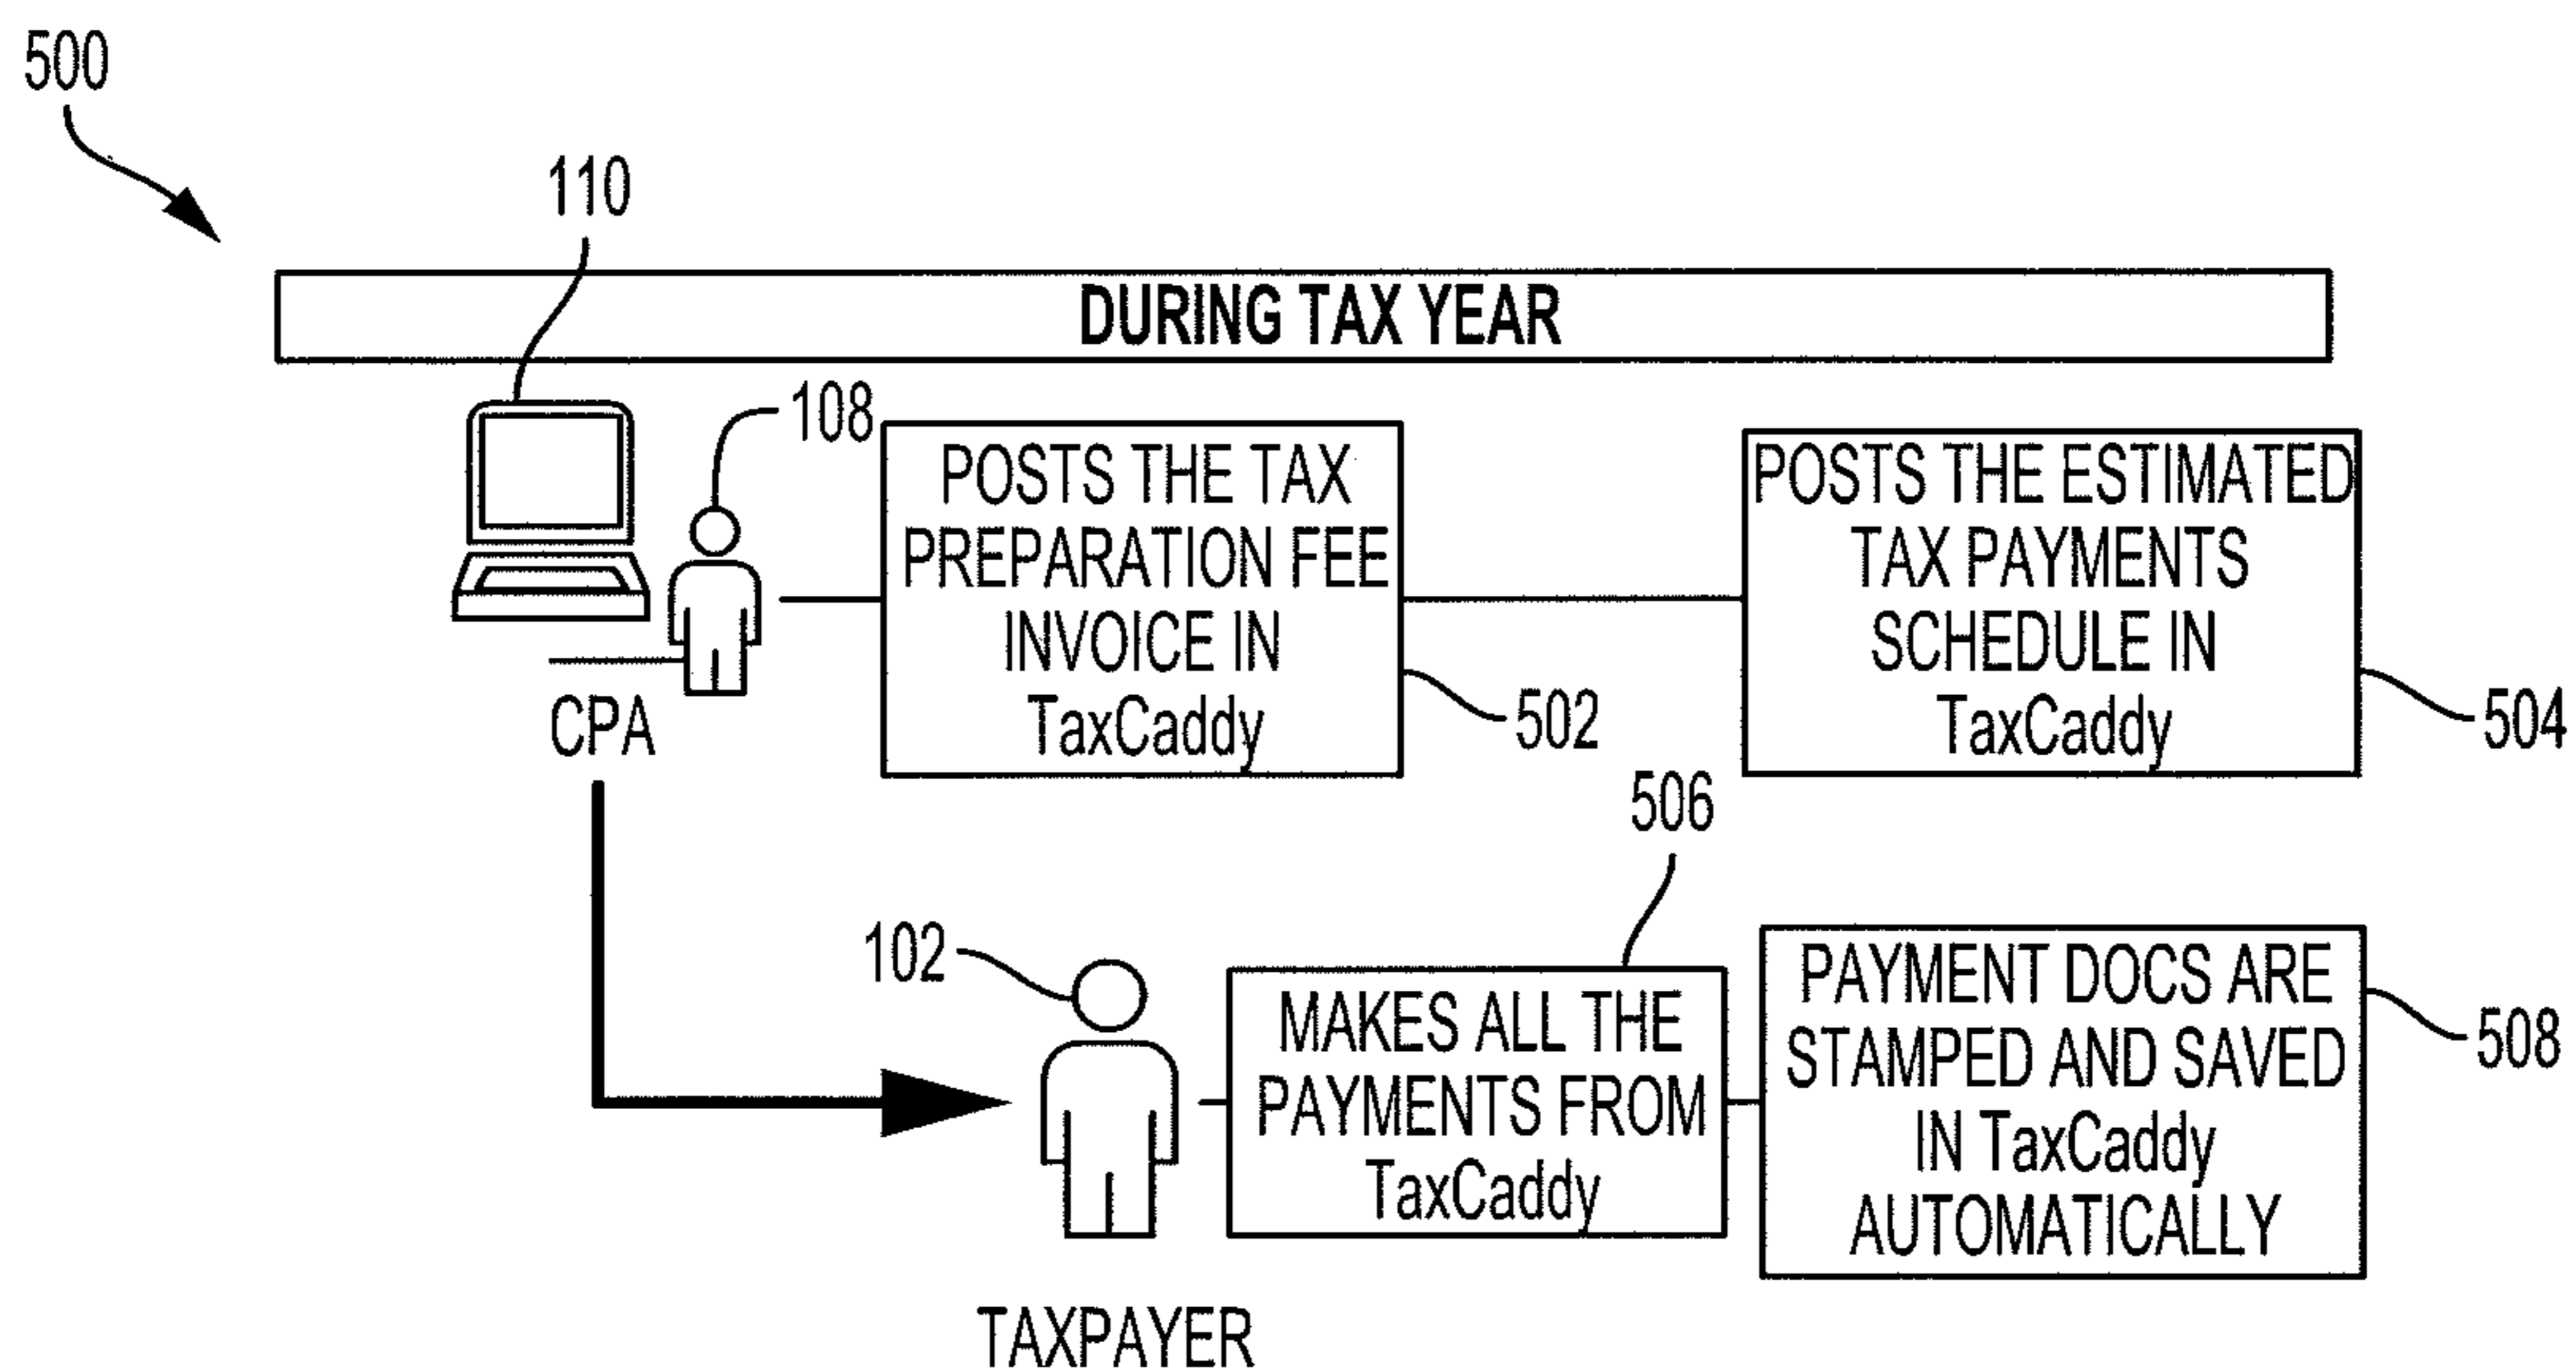 500
110
DURING TAX YEAR
108
POSTS THE TAX
PREPARATION FEE
INVOICE IN
TaxCaddy
502
POSTS THE ESTIMATED
TAX PAYMENTS
SCHEDULE IN
TaxCaddy
504
CPA
506
102
MAKES ALL THE
PAYMENTS FROM
TaxCaddy
PAYMENT DOCS ARE
STAMPED AND SAVED
IN TaxCaddy
AUTOMATICALLY
508
TAXPAYER